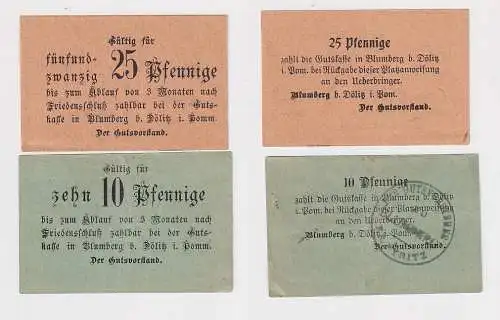 Gültig für
fünfund-
zwanzig 25 Pfennige
bis zum Ablauf von 3 Monaten nach
Friedensschluß zahlbar bei der Guts-
kasse in Blumberg b. Dölitz i. Pomm.
Der Gutsvorstand.
25 Pfennige
zahlt die Gutskasse in Blumberg b. Dölitz
i. Pom. bei Rückgabe dieser Platzanweisung
an den Ueberbringer.
Blumberg b. Dölitz i. Pom.
Der Gutsvorstand.
Gültig für
zehn 10 Pfennige
bis zum Ablauf von 3 Monaten nach
Friedensschluß zahlbar bei der Guts-
kasse in Blumberg b. Dölitz i. Pomm.
Der Gutsvorstand.
10 Pfennige
zahlt die Gutskasse in Blumberg b. Dölitz
i. Pom. bei Rückgabe dieser Platzanweisung
an den Ueberbringer.
Blumberg b. Dölitz i. Pom.
Der Gutsvorstand.